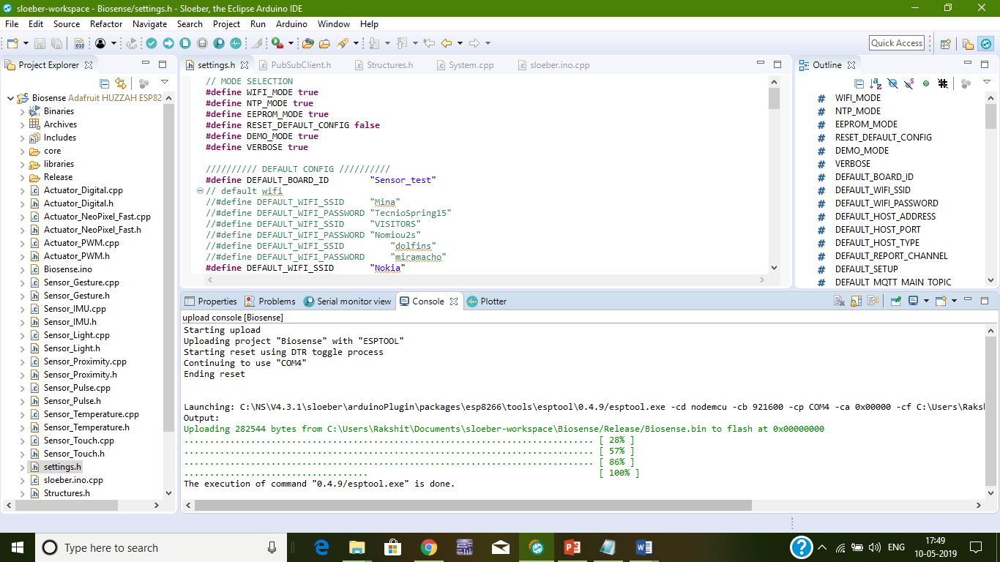 sloeber-workspace - Biosense/settings.h - Sloeber, the Eclipse Arduino IDE
File Edit Source Refactor Navigate Search Project Run Arduino Window Help
Quick Access
Project Explorer
Biosense Adafruit HUZZAH ESP82
Binaries
Archives
Includes
core
libraries
Release
Actuator_Digital.cpp
Actuator_Digital.h
Actuator_NeoPixel_Fast.cpp
Actuator_NeoPixel_Fast.h
Actuator_PWM.cpp
Actuator_PWM.h
Biosense.ino
Sensor_Gesture.cpp
Sensor_Gesture.h
Sensor_IMU.cpp
Sensor_IMU.h
Sensor_Light.cpp
Sensor_Light.h
Sensor_Proximity.cpp
Sensor_Proximity.h
Sensor_Pulse.cpp
Sensor_Pulse.h
Sensor_Temperature.cpp
Sensor_Temperature.h
Sensor_Touch.cpp
Sensor_Touch.h
settings.h
sloeber.ino.cpp
Structures.h
settings.h PubSubClient.h Structures.h System.cpp sloeber.ino.cpp
// MODE SELECTION
#define WIFI_MODE true
#define NTP_MODE true
#define EEPROM_MODE true
#define RESET_DEFAULT_CONFIG false
#define DEMO_MODE true
#define VERBOSE true
////////// DEFAULT CONFIG //////////
#define DEFAULT_BOARD_ID "Sensor_test"
// default wifi
//#define DEFAULT_WIFI_SSID "Mina"
//#define DEFAULT_WIFI_PASSWORD "TecnioSpring15"
//#define DEFAULT_WIFI_SSID "VISITORS"
//#define DEFAULT_WIFI_PASSWORD "Nomiou2s"
//#define DEFAULT_WIFI_SSID "dolfins"
//#define DEFAULT_WIFI_PASSWORD "miramacho"
#define DEFAULT_WIFI_SSID "Nokia"
Outline
WIFI_MODE
NTP_MODE
EEPROM_MODE
RESET_DEFAULT_CONFIG
DEMO_MODE
VERBOSE
DEFAULT_BOARD_ID
DEFAULT_WIFI_SSID
DEFAULT_WIFI_PASSWORD
DEFAULT_HOST_ADDRESS
DEFAULT_HOST_PORT
DEFAULT_HOST_TYPE
DEFAULT_REPORT_CHANNEL
DEFAULT_SETUP
DEFAULT_MQTT_MAIN_TOPIC
Properties Problems Serial monitor view Console Plotter
upload console [Biosense]
Starting upload
Uploading project "Biosense" with "ESPTOOL"
Starting reset using DTR toggle process
Continuing to use "COM4"
Ending reset
Launching: C:\NS\V4.3.1\sloeber\arduinoPlugin\packages\esp8266\tools\esptool\0.4.9/esptool.exe -cd nodemcu -cb 921600 -cp COM4 -ca 0x00000 -cf C:\Users\Raksh
Output:
Uploading 282544 bytes from C:\Users\Rakshit\Documents\sloeber-workspace\Biosense/Release/Biosense.bin to flash at 0x00000000
................................................................................ [ 28% ]
................................................................................ [ 57% ]
................................................................................ [ 86% ]
.................................... [ 100% ]
The execution of command "0.4.9/esptool.exe" is done.
Type here to search
ENG
17:49
10-05-2019